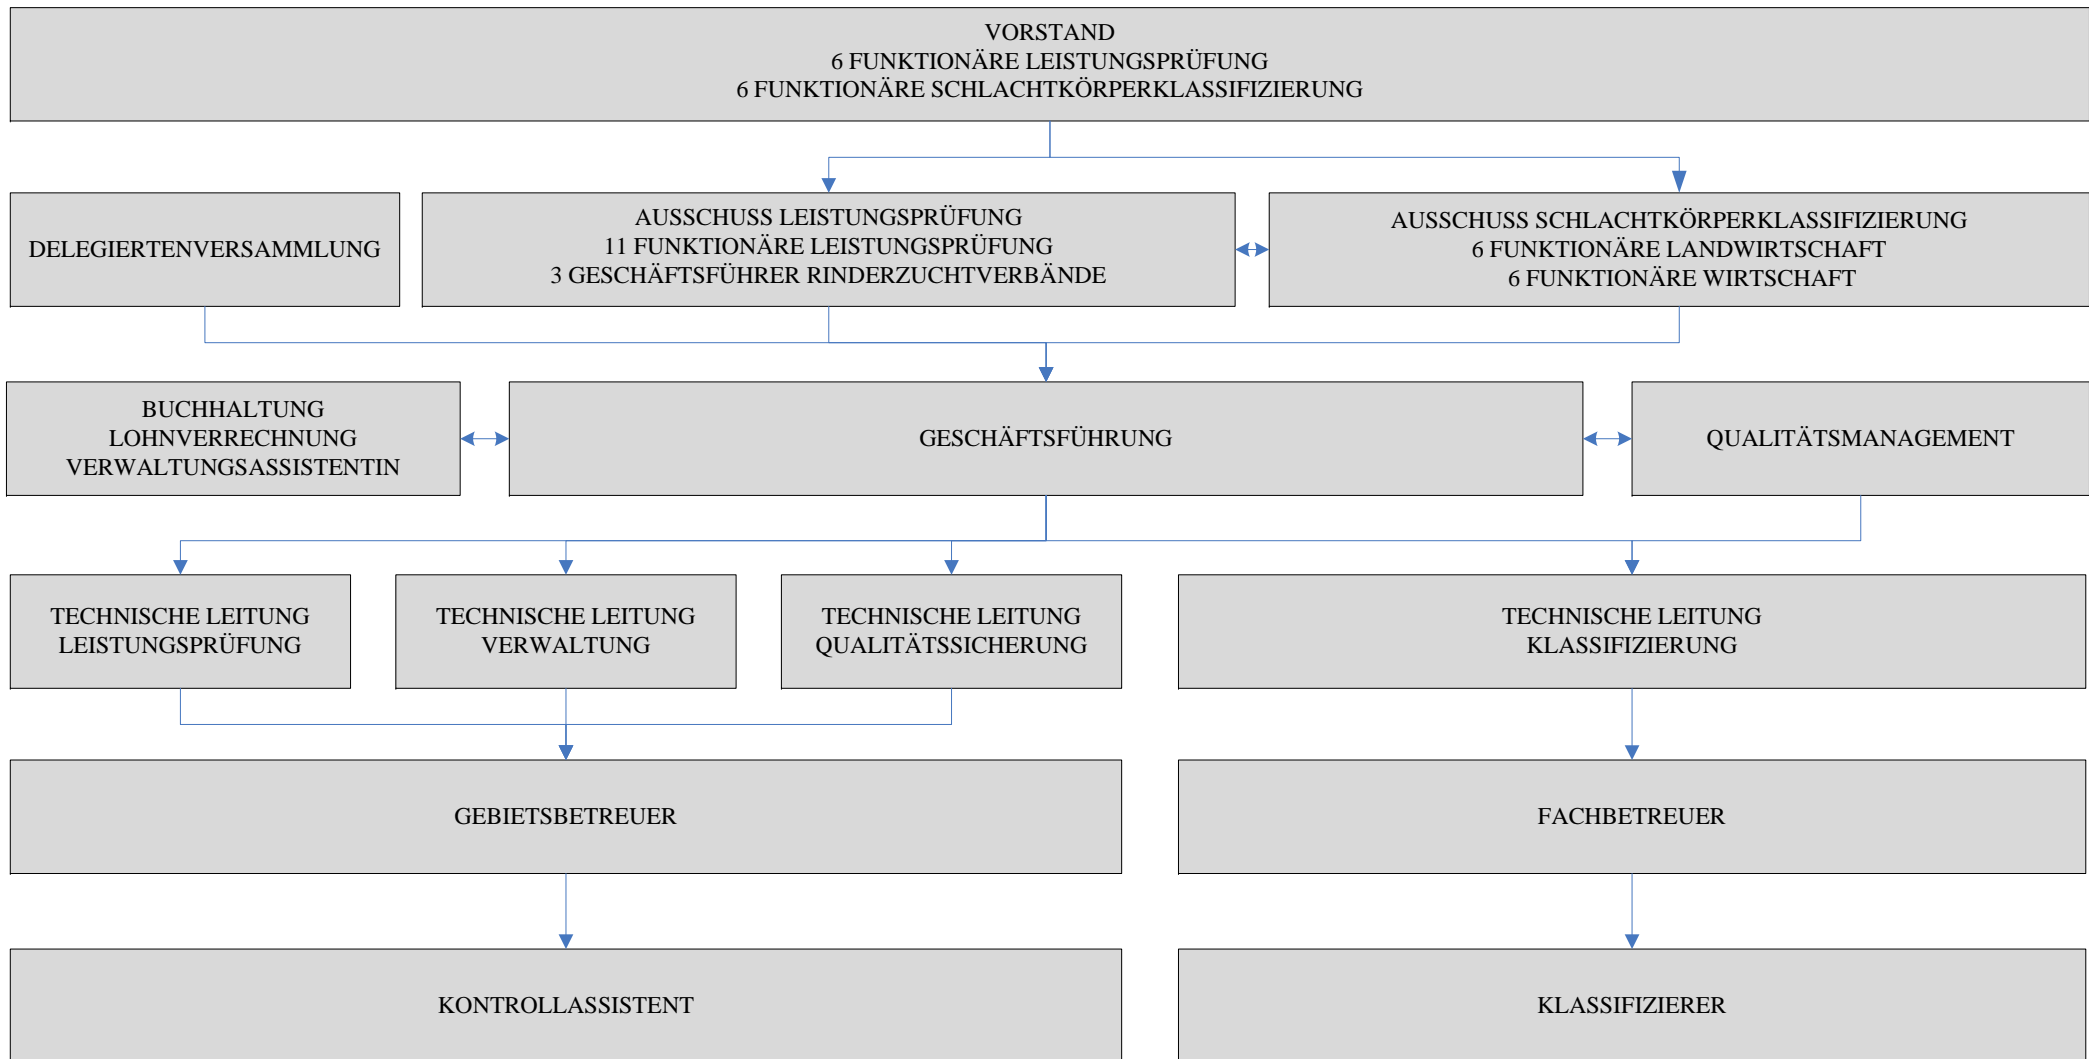 VORSTAND
6 FUNKTIONÄRE LEISTUNGSPRÜFUNG
6 FUNKTIONÄRE SCHLACHTKÖRPERKLASSIFIZIERUNG
DELEGIERTENVERSAMMLUNG
AUSSCHUSS LEISTUNGSPRÜFUNG
11 FUNKTIONÄRE LEISTUNGSPRÜFUNG
3 GESCHÄFTSFÜHRER RINDERZUCHTVERBÄNDE
AUSSCHUSS SCHLACHTKÖRPERKLASSIFIZIERUNG
6 FUNKTIONÄRE LANDWIRTSCHAFT
6 FUNKTIONÄRE WIRTSCHAFT
BUCHHALTUNG
LOHNVERRECHNUNG
VERWALTUNGSASSISTENTIN
GESCHÄFTSFÜHRUNG
QUALITÄTSMANAGEMENT
TECHNISCHE LEITUNG
LEISTUNGSPRÜFUNG
TECHNISCHE LEITUNG
VERWALTUNG
TECHNISCHE LEITUNG
QUALITÄTSSICHERUNG
TECHNISCHE LEITUNG
KLASSIFIZIERUNG
GEBIETSBETREUER
FACHBETREUER
KONTROLLASSISTENT
KLASSIFIZIERER